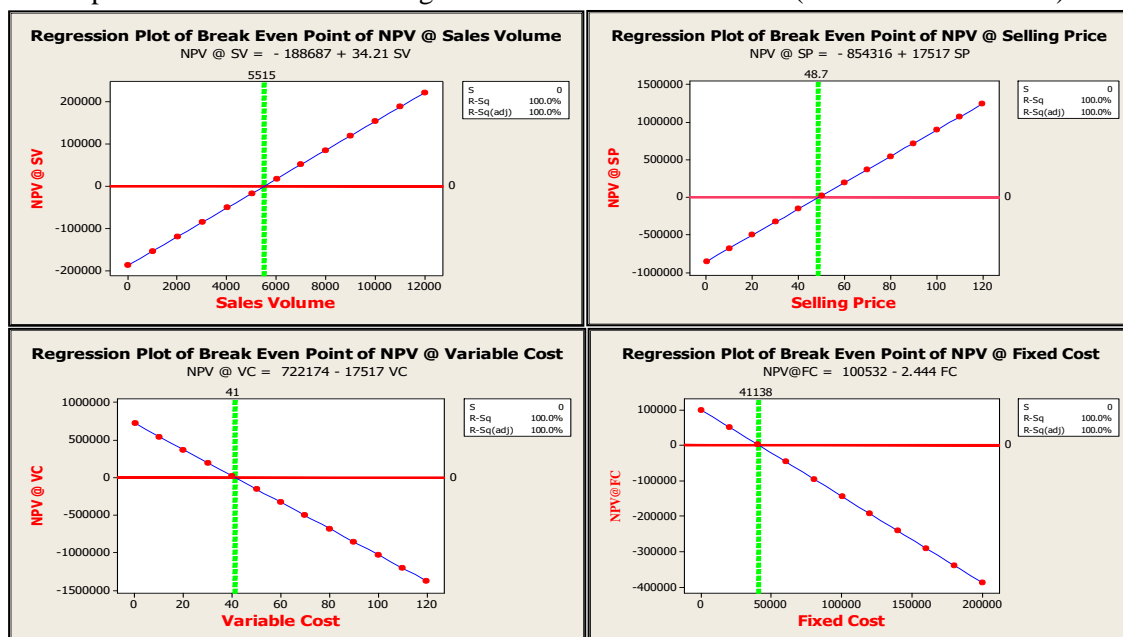 Regression Plot of Break Even Point of NPV @ Sales Volume
NPV @ SV = - 188687 + 34.21 SV
5515
S 0
R-Sq 100.0%
R-Sq(adj) 100.0%
200000
100000
0
-100000
-200000
0
NPV @ SV
0 2000 4000 6000 8000 10000 12000
Sales Volume
Regression Plot of Break Even Point of NPV @ Selling Price
NPV @ SP = - 854316 + 17517 SP
48.7
S 0
R-Sq 100.0%
R-Sq(adj) 100.0%
1500000
1000000
500000
0
-500000
-1000000
0
NPV @ SP
0 20 40 60 80 100 120
Selling Price
Regression Plot of Break Even Point of NPV @ Variable Cost
NPV @ VC = 722174 - 17517 VC
41
S 0
R-Sq 100.0%
R-Sq(adj) 100.0%
1000000
500000
0
-500000
-1000000
-1500000
0
NPV @ VC
0 20 40 60 80 100 120
Variable Cost
Regression Plot of Break Even Point of NPV @ Fixed Cost
NPV@FC = 100532 - 2.444 FC
41138
S 0
R-Sq 100.0%
R-Sq(adj) 100.0%
100000
0
-100000
-200000
-300000
-400000
0
NPV@FC
0 50000 100000 150000 200000
Fixed Cost